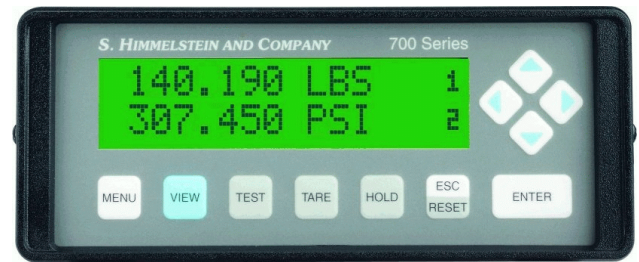 S. HIMMELSTEIN AND COMPANY 700 Series
140.190 LBS 1
307.450 PSI 2
MENU VIEW TEST TARE HOLD ESC RESET ENTER